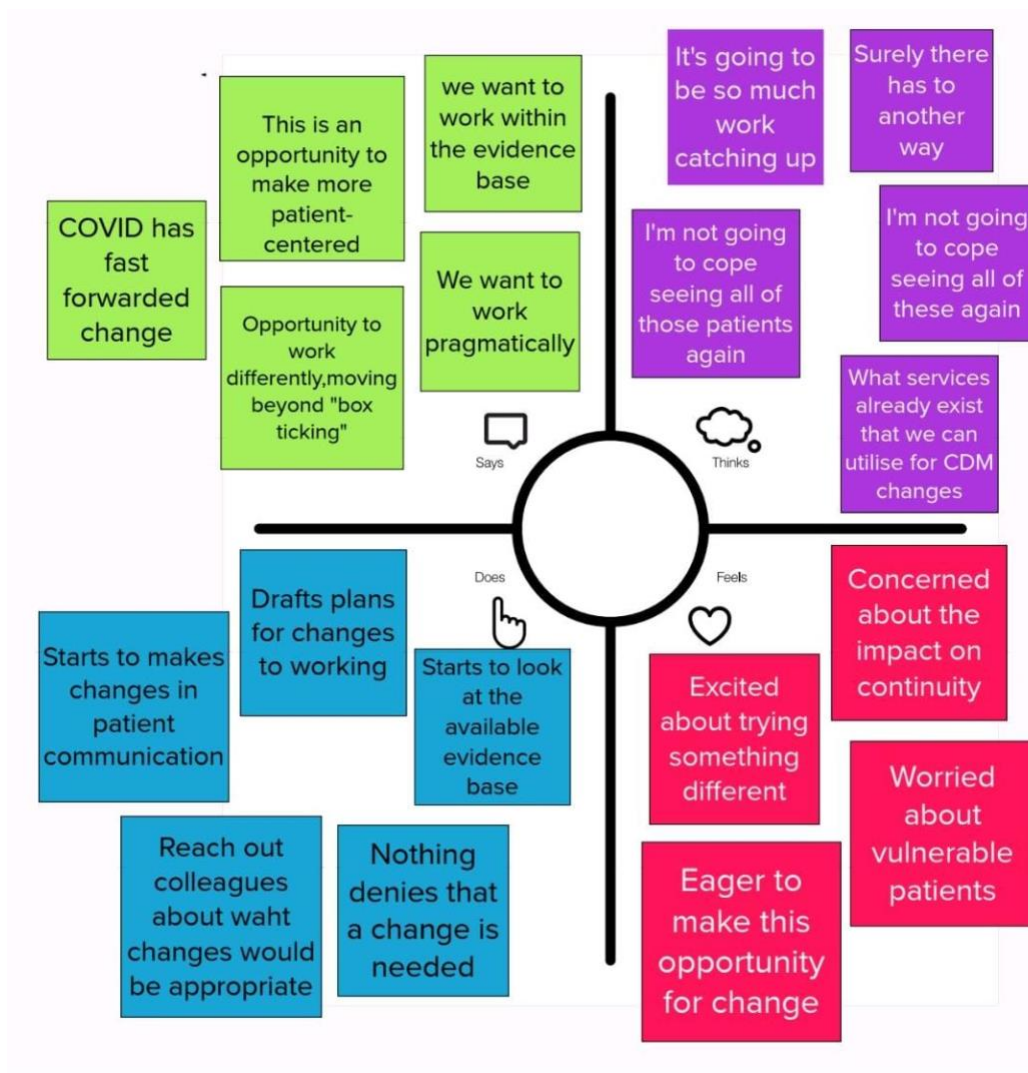 COVID has
fast
forwarded
change
This is an
opportunity to
make more
patient-
centered
we want to
work within
the evidence
base
Opportunity to
work
differently,moving
beyond "box
ticking"
We want to
work
pragmatically
Says
It's going to
be so much
work
catching up
Surely there
has to
another
way
I'm not going
to cope
seeing all of
those patients
again
I'm not going
to cope
seeing all of
these again
What services
already exist
that we can
utilise for CDM
changes
Thinks
Does
Starts to makes
changes in
patient
communication
Drafts plans
for changes
to working
Starts to look
at the
available
evidence
base
Reach out
colleagues
about waht
changes would
be appropriate
Nothing
denies that
a change is
needed
Feels
Concerned
about the
impact on
continuity
Excited
about trying
something
different
Worried
about
vulnerable
patients
Eager to
make this
opportunity
for change